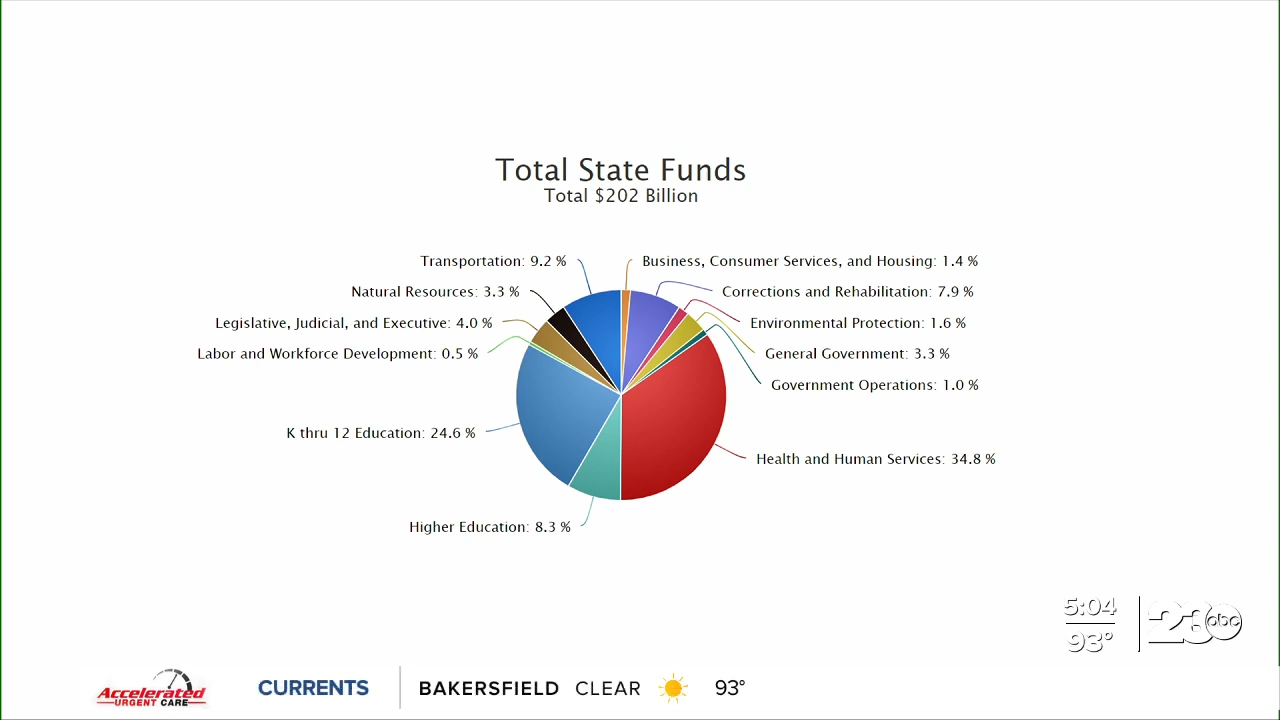 Total State Funds
Total $202 Billion
Transportation: 9.2 %
Business, Consumer Services, and Housing: 1.4 %
Natural Resources: 3.3 %
Corrections and Rehabilitation: 7.9 %
Legislative, Judicial, and Executive: 4.0 %
Environmental Protection: 1.6 %
Labor and Workforce Development: 0.5 %
General Government: 3.3 %
Government Operations: 1.0 %
K thru 12 Education: 24.6 %
Health and Human Services: 34.8 %
Higher Education: 8.3 %
5:04
93°
23 abc
Accelerated
URGENT CARE
CURRENTS
BAKERSFIELD CLEAR 93°